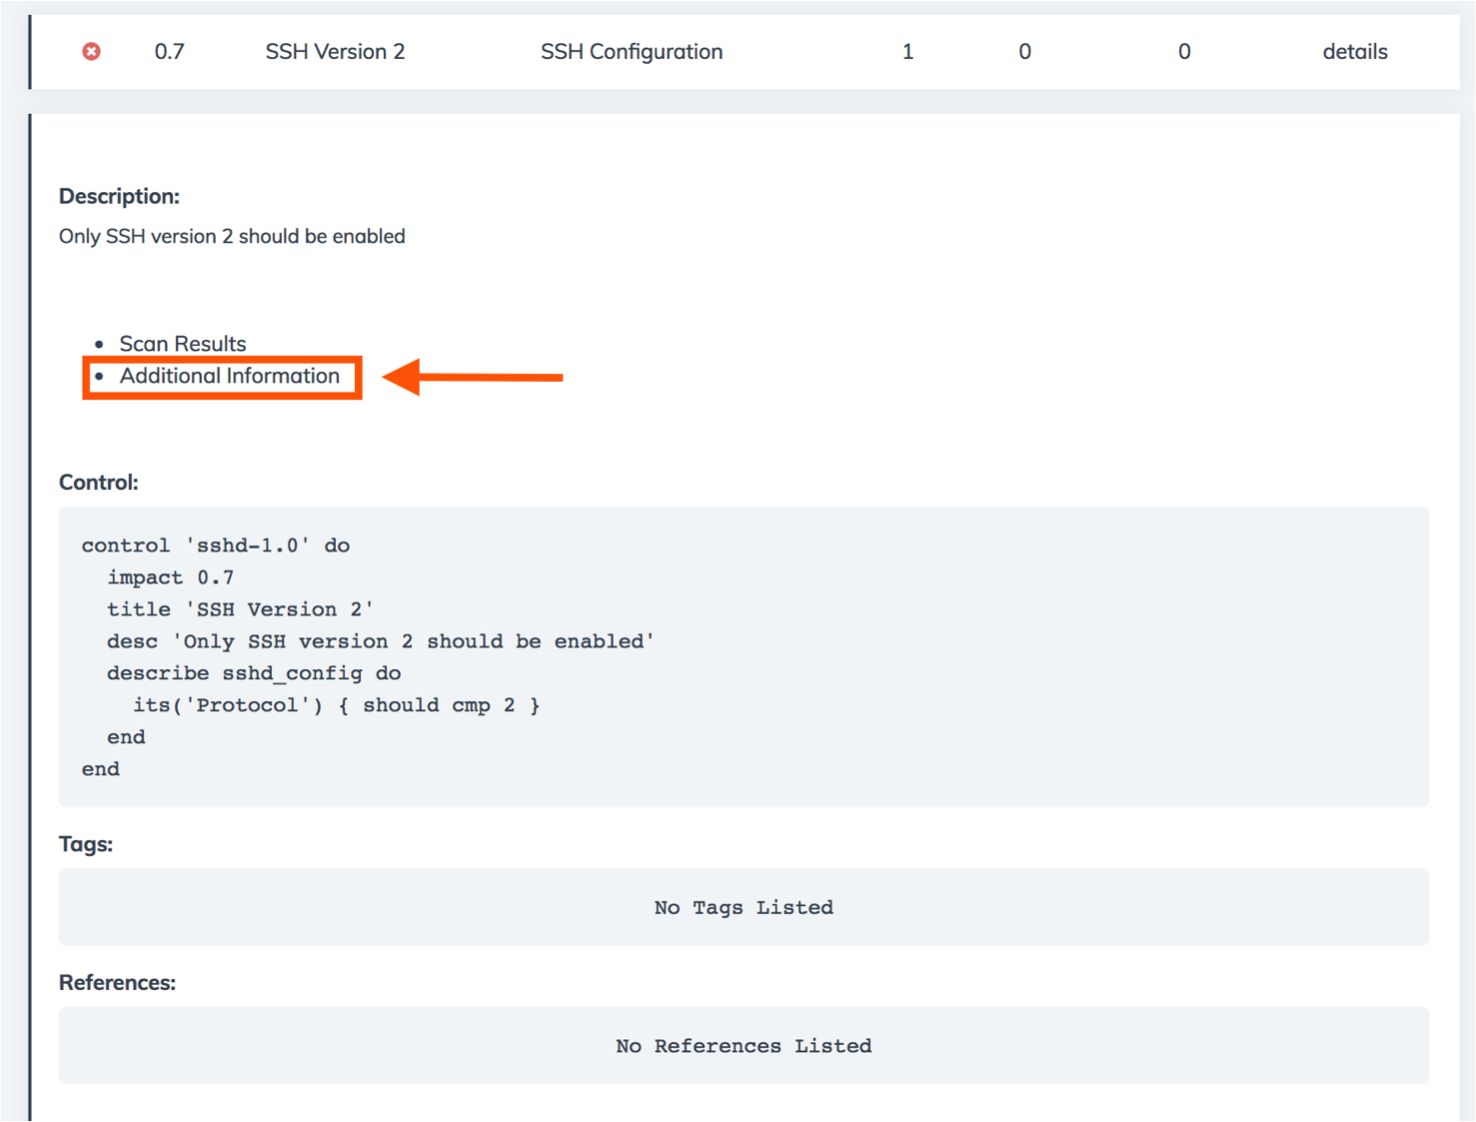 0.7 SSH Version 2 SSH Configuration 1 0 0 details
Description:
Only SSH version 2 should be enabled
• Scan Results
• Additional Information
Control:
control 'sshd-1.0' do
  impact 0.7
  title 'SSH Version 2'
  desc 'Only SSH version 2 should be enabled'
  describe sshd_config do
    its('Protocol') { should cmp 2 }
  end
end
Tags:
No Tags Listed
References:
No References Listed